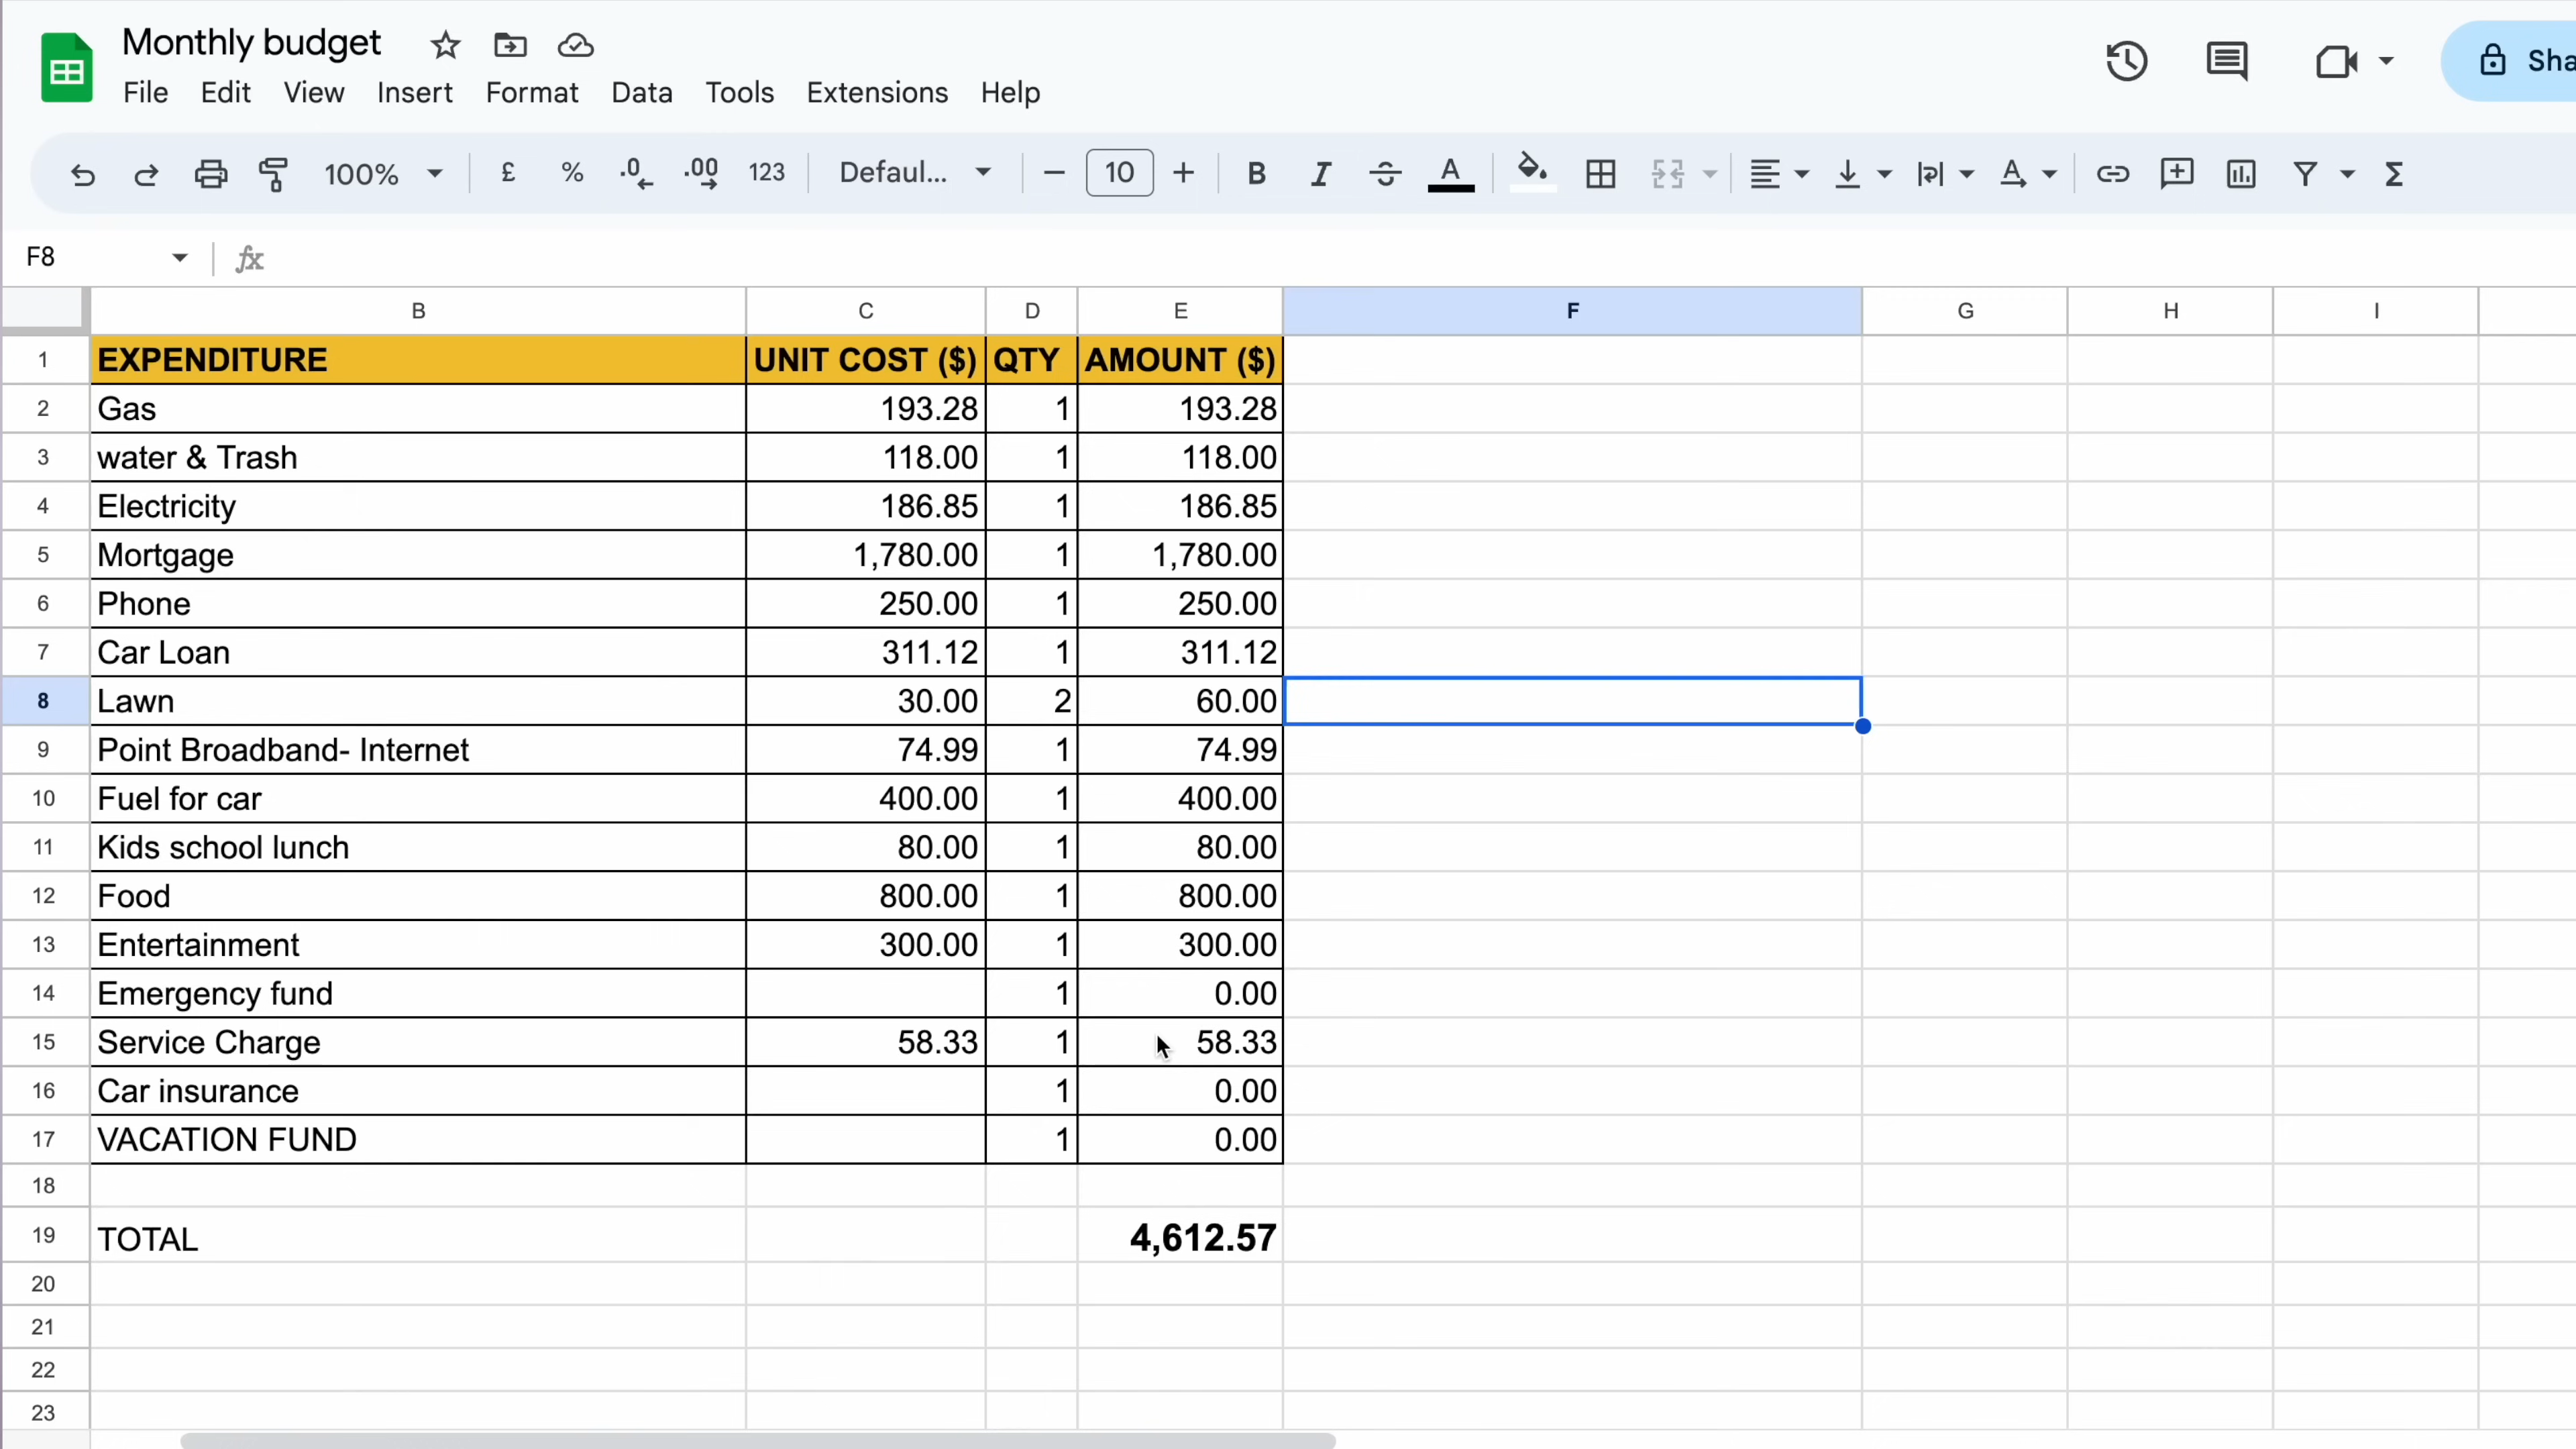 Monthly budget
File Edit View Insert Format Data Tools Extensions Help
100% £ % .0 .00 123 Defaul... 10 B I A A
F8 fx
B C D E F G H I
1 EXPENDITURE UNIT COST ($) QTY AMOUNT ($)
2 Gas 193.28 1 193.28
3 water & Trash 118.00 1 118.00
4 Electricity 186.85 1 186.85
5 Mortgage 1,780.00 1 1,780.00
6 Phone 250.00 1 250.00
7 Car Loan 311.12 1 311.12
8 Lawn 30.00 2 60.00
9 Point Broadband- Internet 74.99 1 74.99
10 Fuel for car 400.00 1 400.00
11 Kids school lunch 80.00 1 80.00
12 Food 800.00 1 800.00
13 Entertainment 300.00 1 300.00
14 Emergency fund 1 0.00
15 Service Charge 58.33 1 58.33
16 Car insurance 1 0.00
17 VACATION FUND 1 0.00
18
19 TOTAL 4,612.57
20
21
22
23